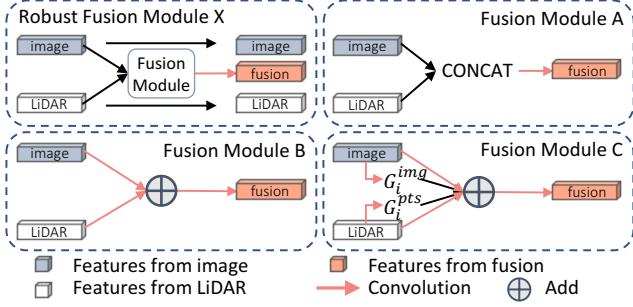 Robust Fusion Module X
image
image
Fusion
Module
fusion
LiDAR
LiDAR
Fusion Module A
image
CONCAT
fusion
LiDAR
Fusion Module B
image
fusion
LiDAR
Fusion Module C
image
G_i^{img}
fusion
G_i^{pts}
LiDAR
Features from image
Features from fusion
Features from LiDAR
Convolution
Add